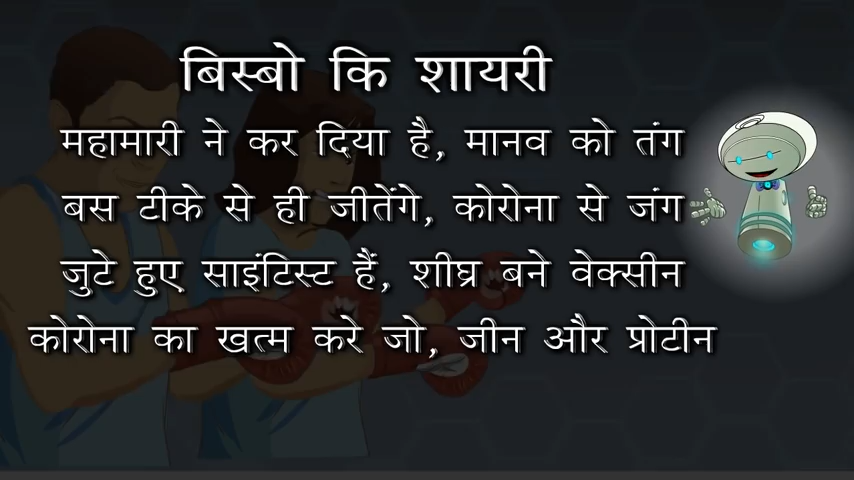 बिस्बो कि शायरी
महामारी ने कर दिया है, मानव को तंग
बस टीके से ही जीतेंगे, कोरोना से जंग
जुटे हुए साइंटिस्ट हैं, शीघ्र बने वेक्सीन
कोरोना का खत्म करे जो, जीन और प्रोटीन